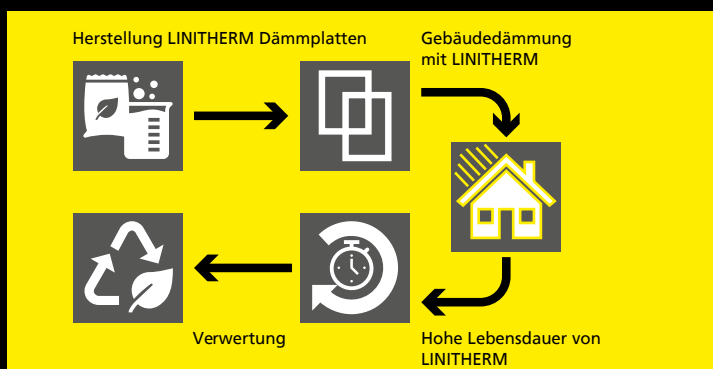 Herstellung LINITHERM Dämmplatten
Gebäudedämmung
mit LINITHERM
Verwertung
Hohe Lebensdauer von
LINITHERM